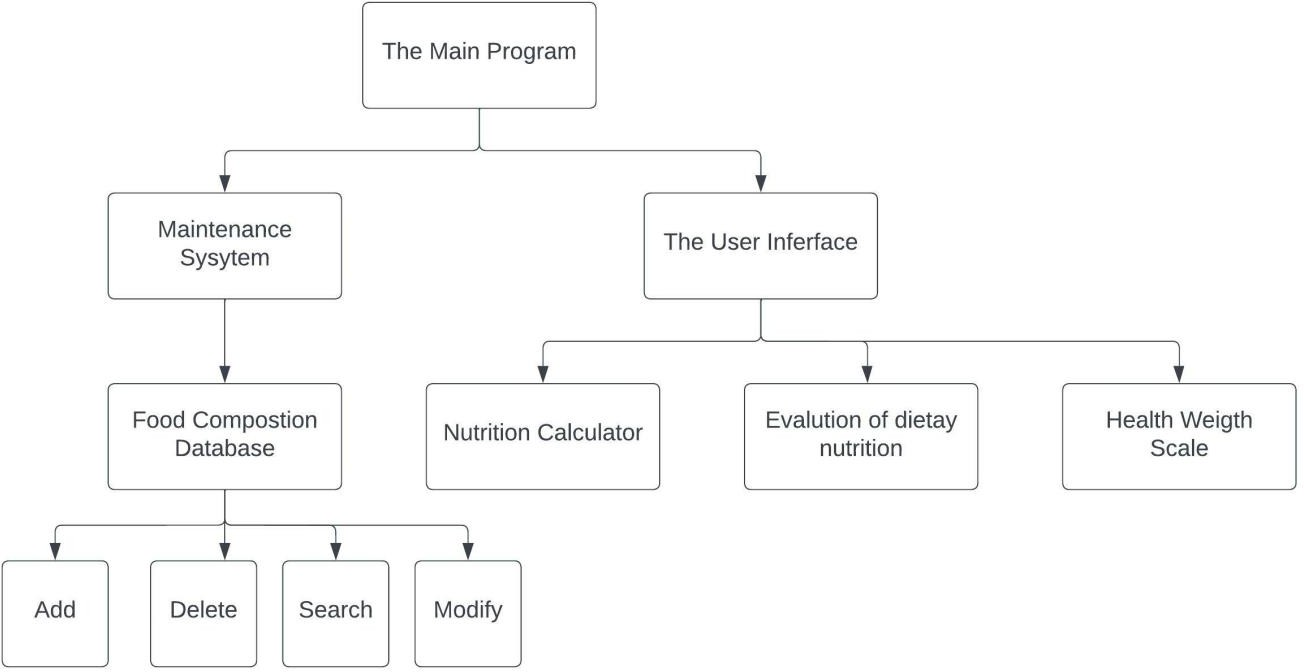 The Main Program
Maintenance
Sysytem
The User Inferface
Food Compostion
Database
Nutrition Calculator
Evalution of dietay
nutrition
Health Weigth
Scale
Add
Delete
Search
Modify